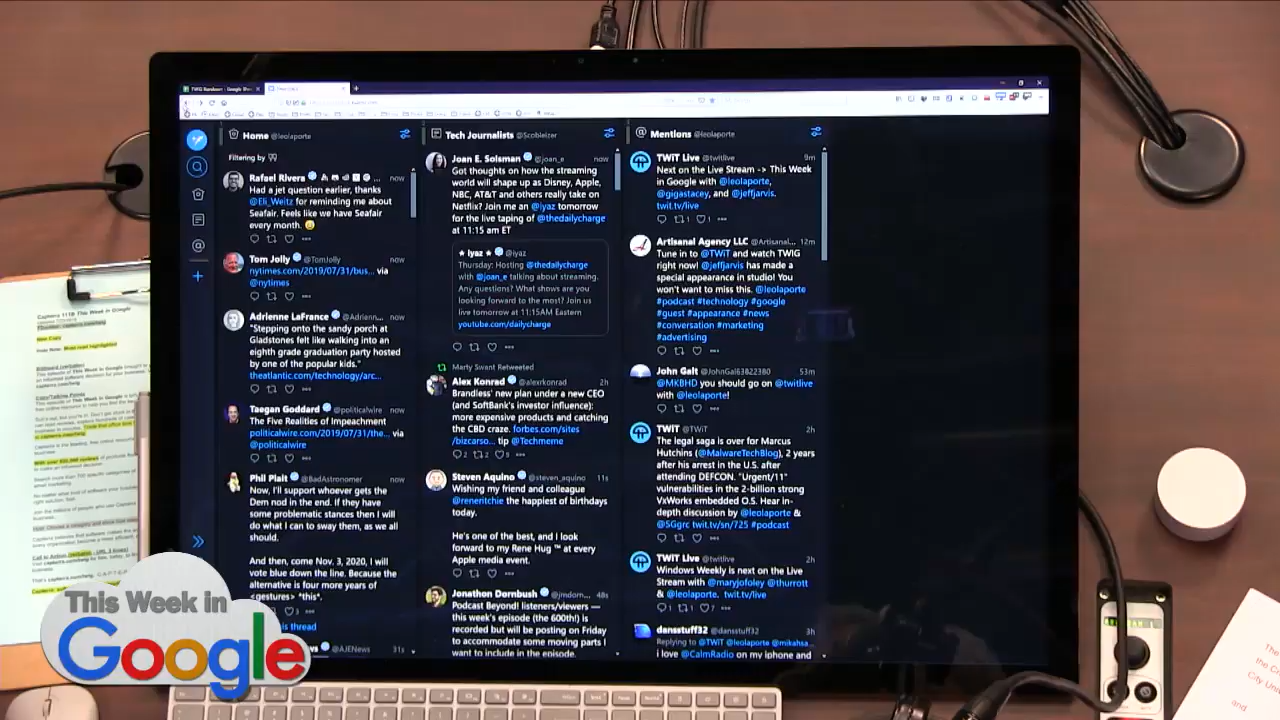 TWiG Rundown - Google Shee
Home @leolaporte
Filtering by
Rafael Rivera
now
Had a jet question earlier, thanks
@Eli_Weitz for reminding me about
Seafair. Feels like we have Seafair
every month. 😀
Tom Jolly @TomJolly now
nytimes.com/2019/07/31/bus... via
@nytimes
Adrienne LaFrance @Adrienn... now
"Stepping onto the sandy porch at
Gladstones felt like walking into an
eighth grade graduation party hosted
by one of the popular kids."
theatlantic.com/technology/arc...
Taegan Goddard @politicalwire now
The Five Realities of Impeachment
politicalwire.com/2019/07/31/the... via
@politicalwire
Phil Plait @BadAstronomer now
Now, I'll support whoever gets the
Dem nod in the end. If they have
some problematic stances then I will
do what I can to sway them, as we all
should.
And then, come Nov. 3, 2020, I will
vote blue down the line. Because the
alternative is four more years of
<gestures> *this*.
3
this thread
@AJENews 31s
Tech Journalists @Scobleizer
Joan E. Solsman @joan_e now
Got thoughts on how the streaming
world will shape up as Disney, Apple,
NBC, AT&T and others really take on
Netflix? Join me an @iyaz tomorrow
for the live taping of @thedailycharge
at 11:15 am ET
★ Iyaz ★ @iyaz
Thursday: Hosting @thedailycharge
with @joan_e talking about streaming.
Any questions? What shows are you
looking forward to the most? Join us
live tomorrow at 11:15AM Eastern
youtube.com/dailycharge
Marty Swant Retweeted
Alex Konrad @alexrkonrad 2h
Brandless' new plan under a new CEO
(and SoftBank's investor influence):
more expensive products and catching
the CBD craze. forbes.com/sites
/bizcarso... tip @Techmeme
2 2 5
Steven Aquino @steven_aquino 11s
Wishing my friend and colleague
@reneritchie the happiest of birthdays
today.
He's one of the best, and I look
forward to my Rene Hug ™ at every
Apple media event.
1
Jonathon Dornbush @jmdorn... 48s
Podcast Beyond! listeners/viewers —
this week's episode (the 600th!) is
recorded but will be posting on Friday
to accommodate some moving parts I
want to include in the episode.
Mentions @leolaporte
TWiT Live @twitlive 9m
Next on the Live Stream -> This Week
in Google with @leolaporte,
@gigastacey, and @jeffjarvis.
twit.tv/live
1 1
Artisanal Agency LLC @Artisanal... 12m
Tune in to @TWiT and watch TWIG
right now! @jeffjarvis has made a
special appearance in studio! You
won't want to miss this. @leolaporte
#podcast #technology #google
#guest #appearance #news
#conversation #marketing
#advertising
John Galt @JohnGalt63822380 53m
@MKBHD you should go on @twitlive
with @leolaporte!
TWiT @TWiT 2h
The legal saga is over for Marcus
Hutchins (@MalwareTechBlog), 2 years
after his arrest in the U.S. after
attending DEFCON. "Urgent/11"
vulnerabilities in the 2-billion strong
VxWorks embedded O.S. Hear in-
depth discussion by @leolaporte &
@SGgrc twit.tv/sn/725 #podcast
TWiT Live @twitlive 2h
Windows Weekly is next on the Live
Stream with @maryjofoley @thurrott
& @leolaporte. twit.tv/live
1 1 7
dansstuff32 @dansstuff32 3h
Replying to @TWiT @leolaporte @mikahsa...
i love @CalmRadio on my iphone and
This Week in
Google